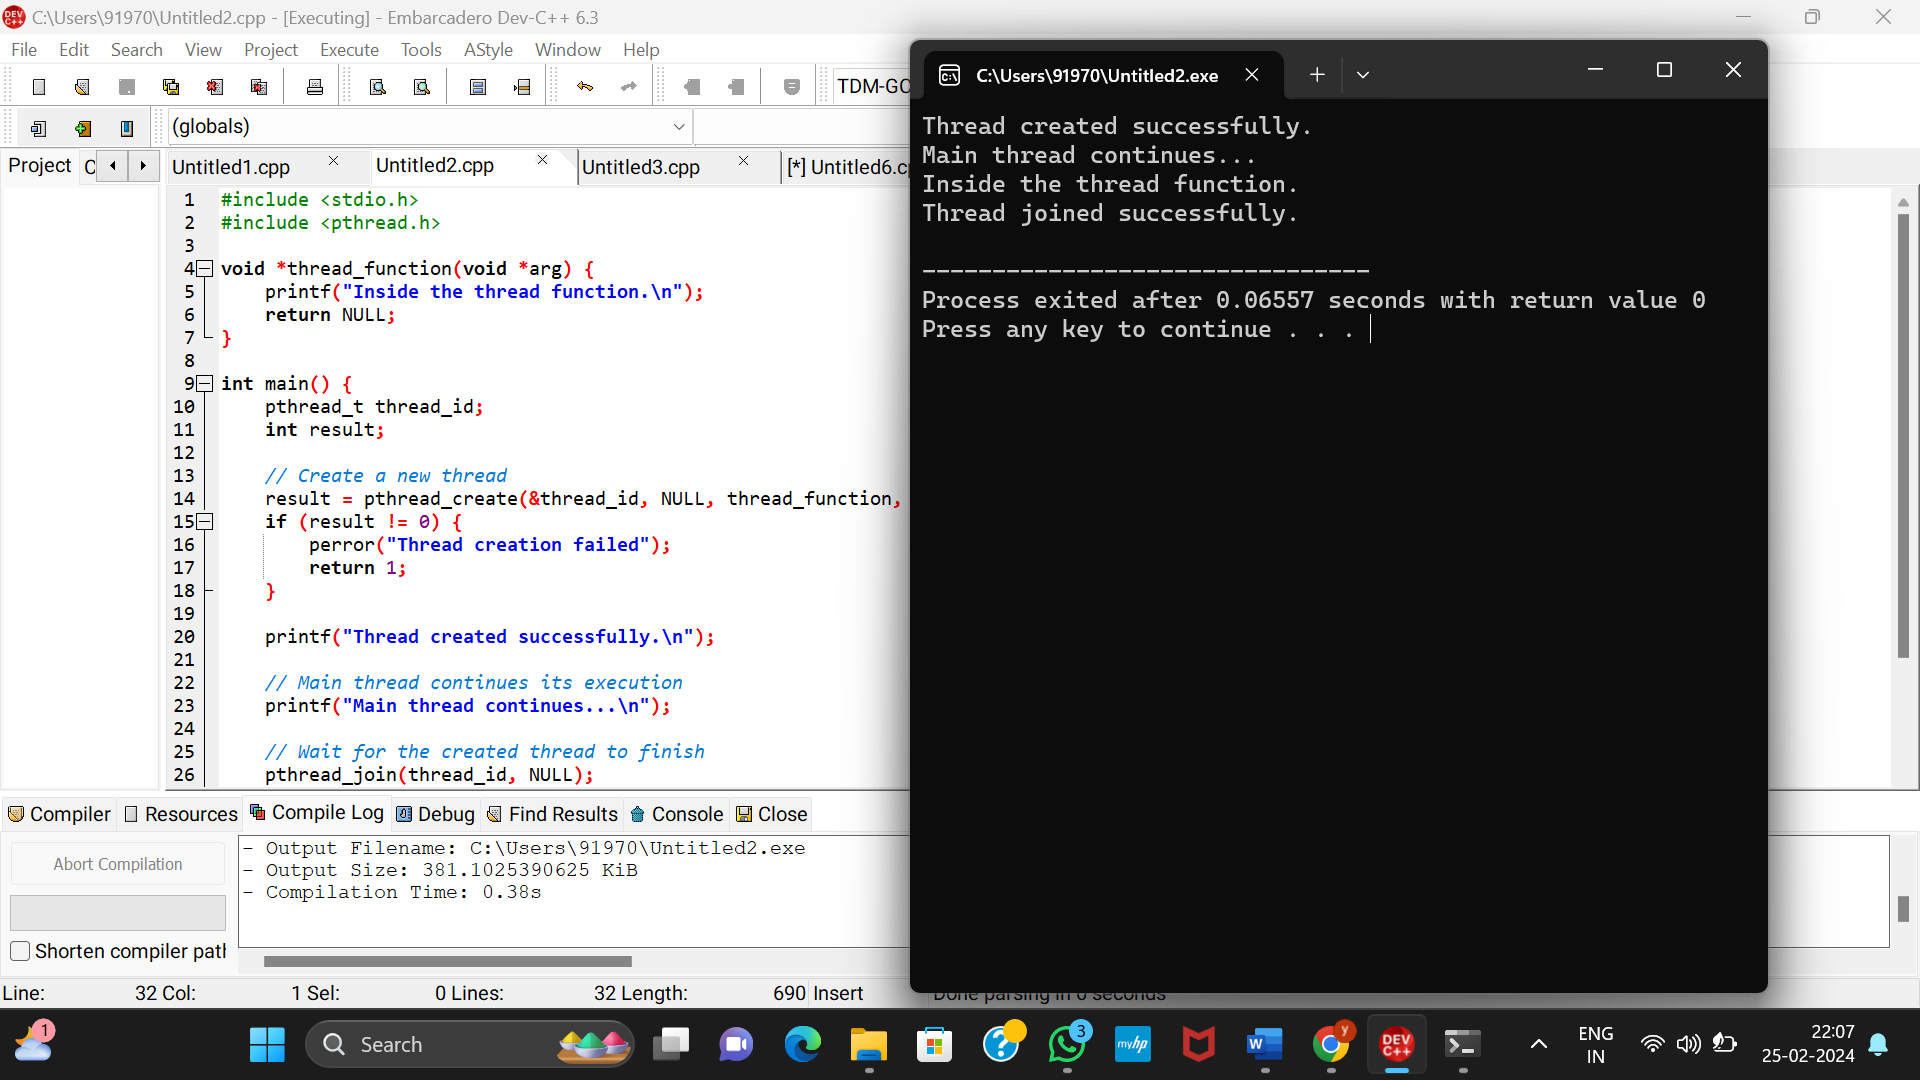 C:\Users\91970\Untitled2.cpp - [Executing] - Embarcadero Dev-C++ 6.3
File Edit Search View Project Execute Tools AStyle Window Help
TDM-GC
(globals)
Project C Untitled1.cpp Untitled2.cpp Untitled3.cpp [*] Untitled6.c
1 #include <stdio.h>
2 #include <pthread.h>
3
4 void *thread_function(void *arg) {
5 printf("Inside the thread function.\n");
6 return NULL;
7 }
8
9 int main() {
10 pthread_t thread_id;
11 int result;
12
13 // Create a new thread
14 result = pthread_create(&thread_id, NULL, thread_function,
15 if (result != 0) {
16 perror("Thread creation failed");
17 return 1;
18 }
19
20 printf("Thread created successfully.\n");
21
22 // Main thread continues its execution
23 printf("Main thread continues...\n");
24
25 // Wait for the created thread to finish
26 pthread_join(thread_id, NULL);
C:\Users\91970\Untitled2.exe
Thread created successfully.
Main thread continues...
Inside the thread function.
Thread joined successfully.
--------------------------------
Process exited after 0.06557 seconds with return value 0
Press any key to continue . . .
Compiler Resources Compile Log Debug Find Results Console Close
Abort Compilation
Shorten compiler path
- Output Filename: C:\Users\91970\Untitled2.exe
- Output Size: 381.1025390625 KiB
- Compilation Time: 0.38s
Line: 32 Col: 1 Sel: 0 Lines: 32 Length: 690 Insert Done parsing in 0 seconds
1
Search
3
myhp
W
y
DEV C++
ENG
IN
22:07
25-02-2024